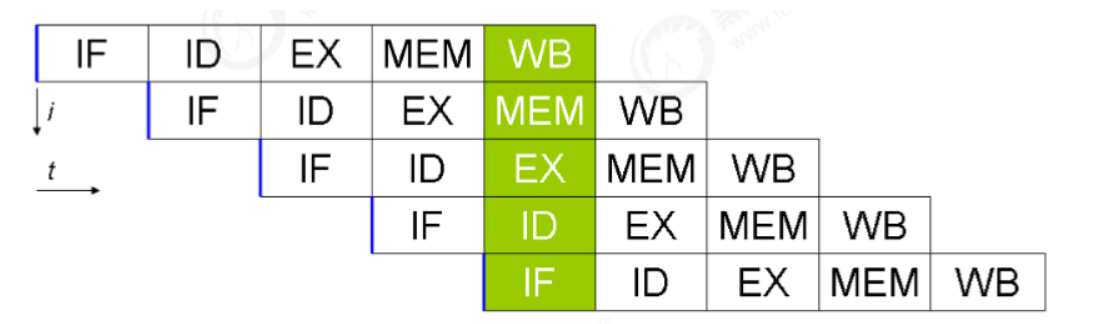 IF ID EX MEM WB
i IF ID EX MEM WB
t IF ID EX MEM WB
IF ID EX MEM WB
IF ID EX MEM WB